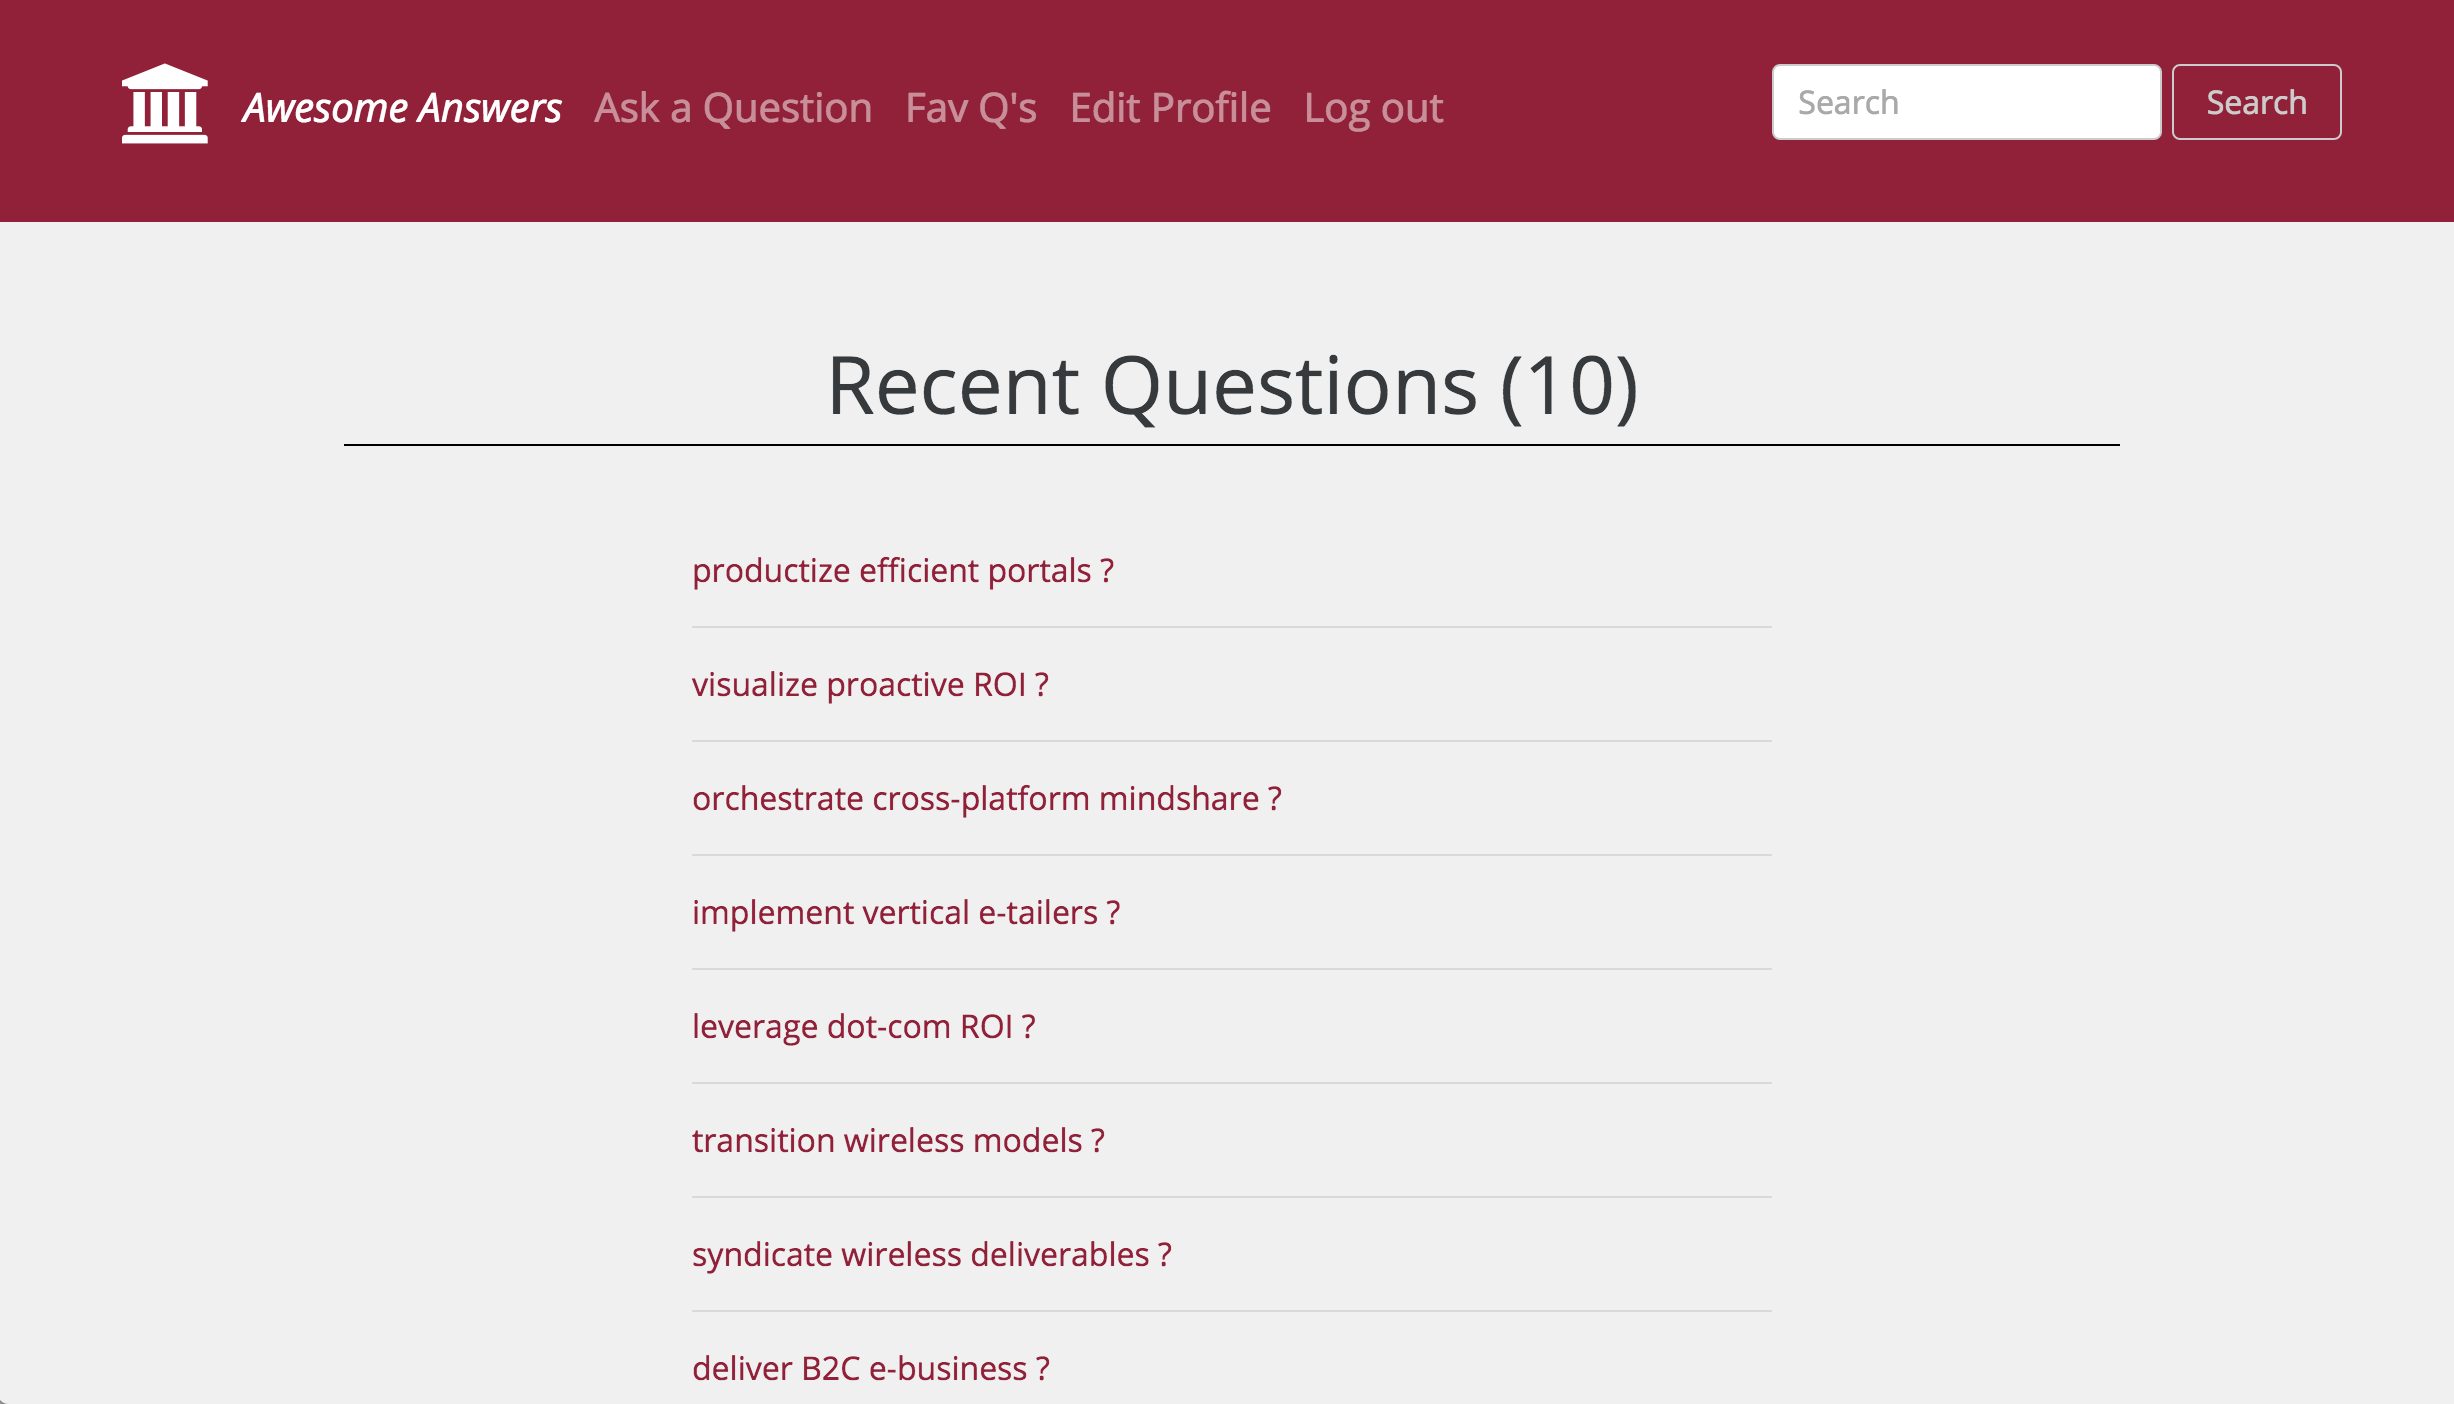 Awesome Answers Ask a Question Fav Q's Edit Profile Log out Search Search
Recent Questions (10)
productize efficient portals ?
visualize proactive ROI ?
orchestrate cross-platform mindshare ?
implement vertical e-tailers ?
leverage dot-com ROI ?
transition wireless models ?
syndicate wireless deliverables ?
deliver B2C e-business ?